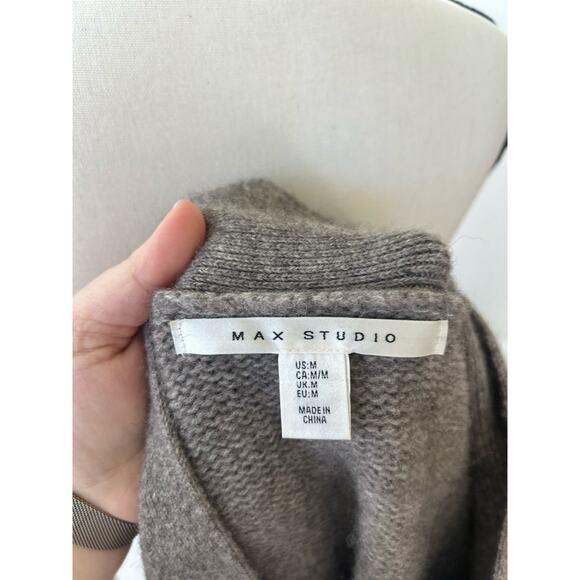 MAX STUDIO
US:M
CA:M/M
UK:M
EU:M
MADE IN
CHINA